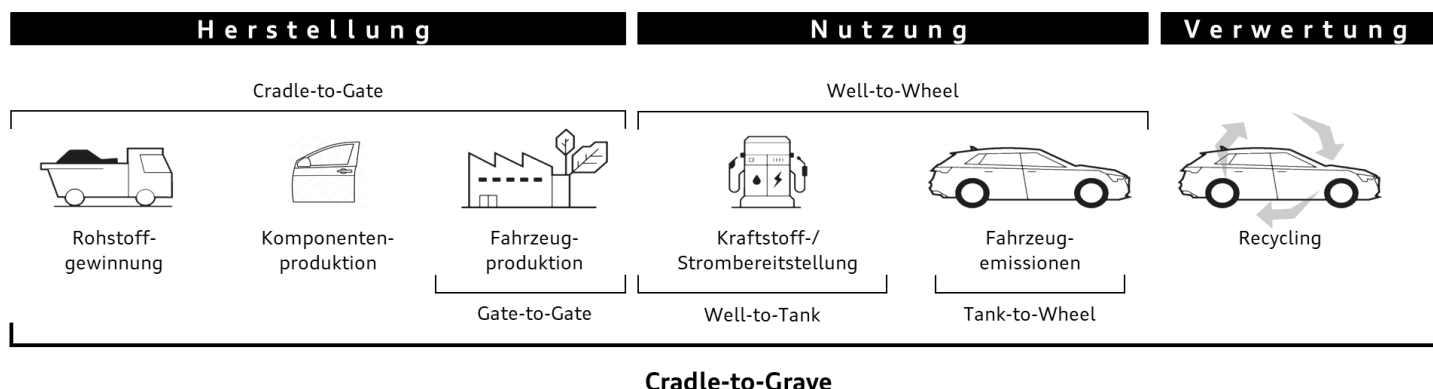 Herstellung
Nutzung
Verwertung
Cradle-to-Gate
Well-to-Wheel
Rohstoff-
gewinnung
Komponenten-
produktion
Fahrzeug-
produktion
Kraftstoff-/
Strombereitstellung
Fahrzeug-
emissionen
Recycling
Gate-to-Gate
Well-to-Tank
Tank-to-Wheel
Cradle-to-Grave